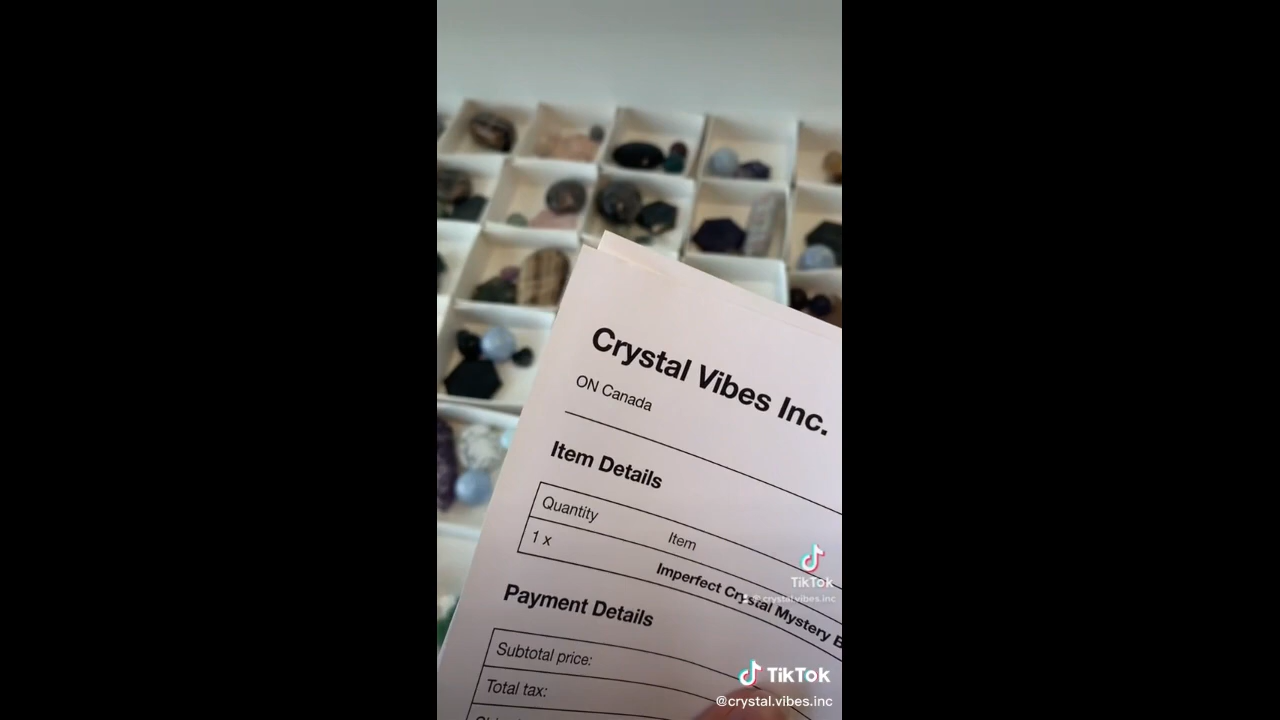 Crystal Vibes Inc.
ON Canada
Item Details
Quantity
Item
1 x
Imperfect Crystal Mystery B
Payment Details
Subtotal price:
Total tax:
TikTok
@crystal.vibes.inc
TikTok
@crystal.vibes.inc